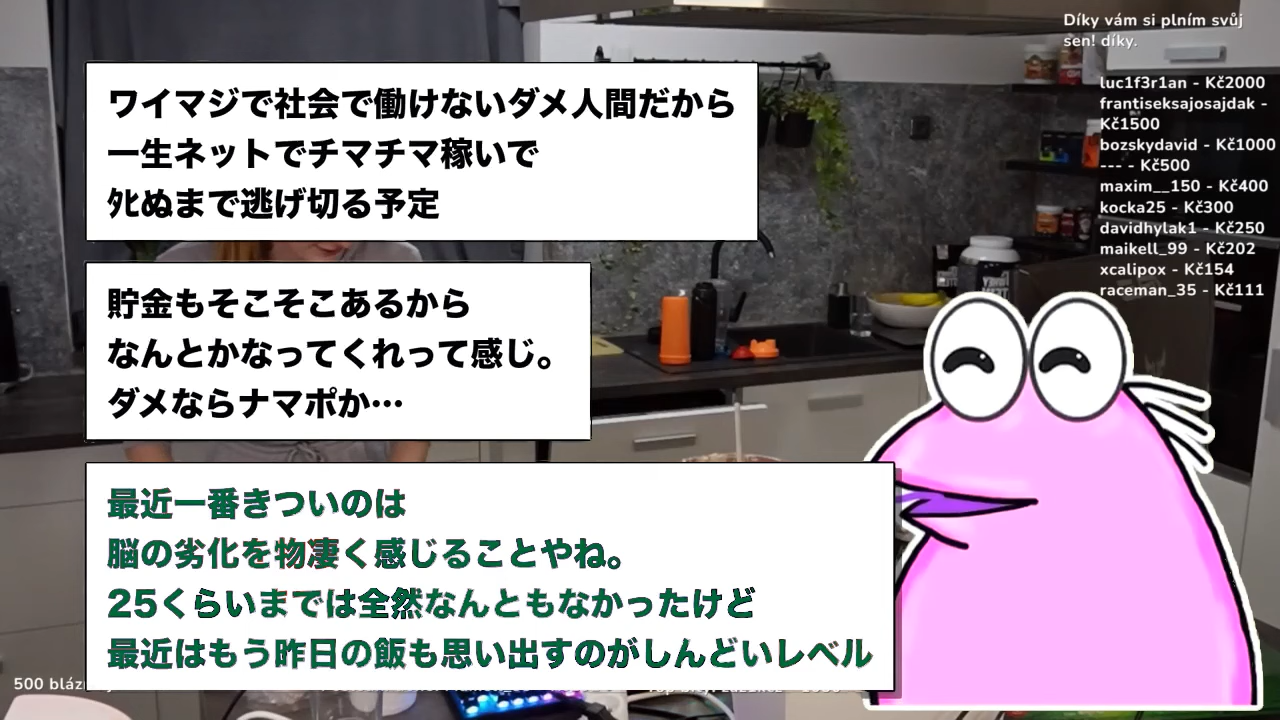 Díky vám si plním svůj
sen! díky.
luc1f3r1an - Kč2000
frantiseksajosajdak -
Kč1500
bozskydavid - Kč1000
--- - Kč500
maxim__150 - Kč400
kocka25 - Kč300
davidhylak1 - Kč250
maikell_99 - Kč202
xcalipox - Kč154
raceman_35 - Kč111
ワイマジで社会で働けないダメ人間だから
一生ネットでチマチマ稼いで
ﾀﾋぬまで逃げ切る予定
貯金もそこそこあるから
なんとかなってくれって感じ。
ダメならナマポか…
最近一番きついのは
脳の劣化を物凄く感じることやね。
25くらいまでは全然なんともなかったけど
最近はもう昨日の飯も思い出すのがしんどいレベル
500